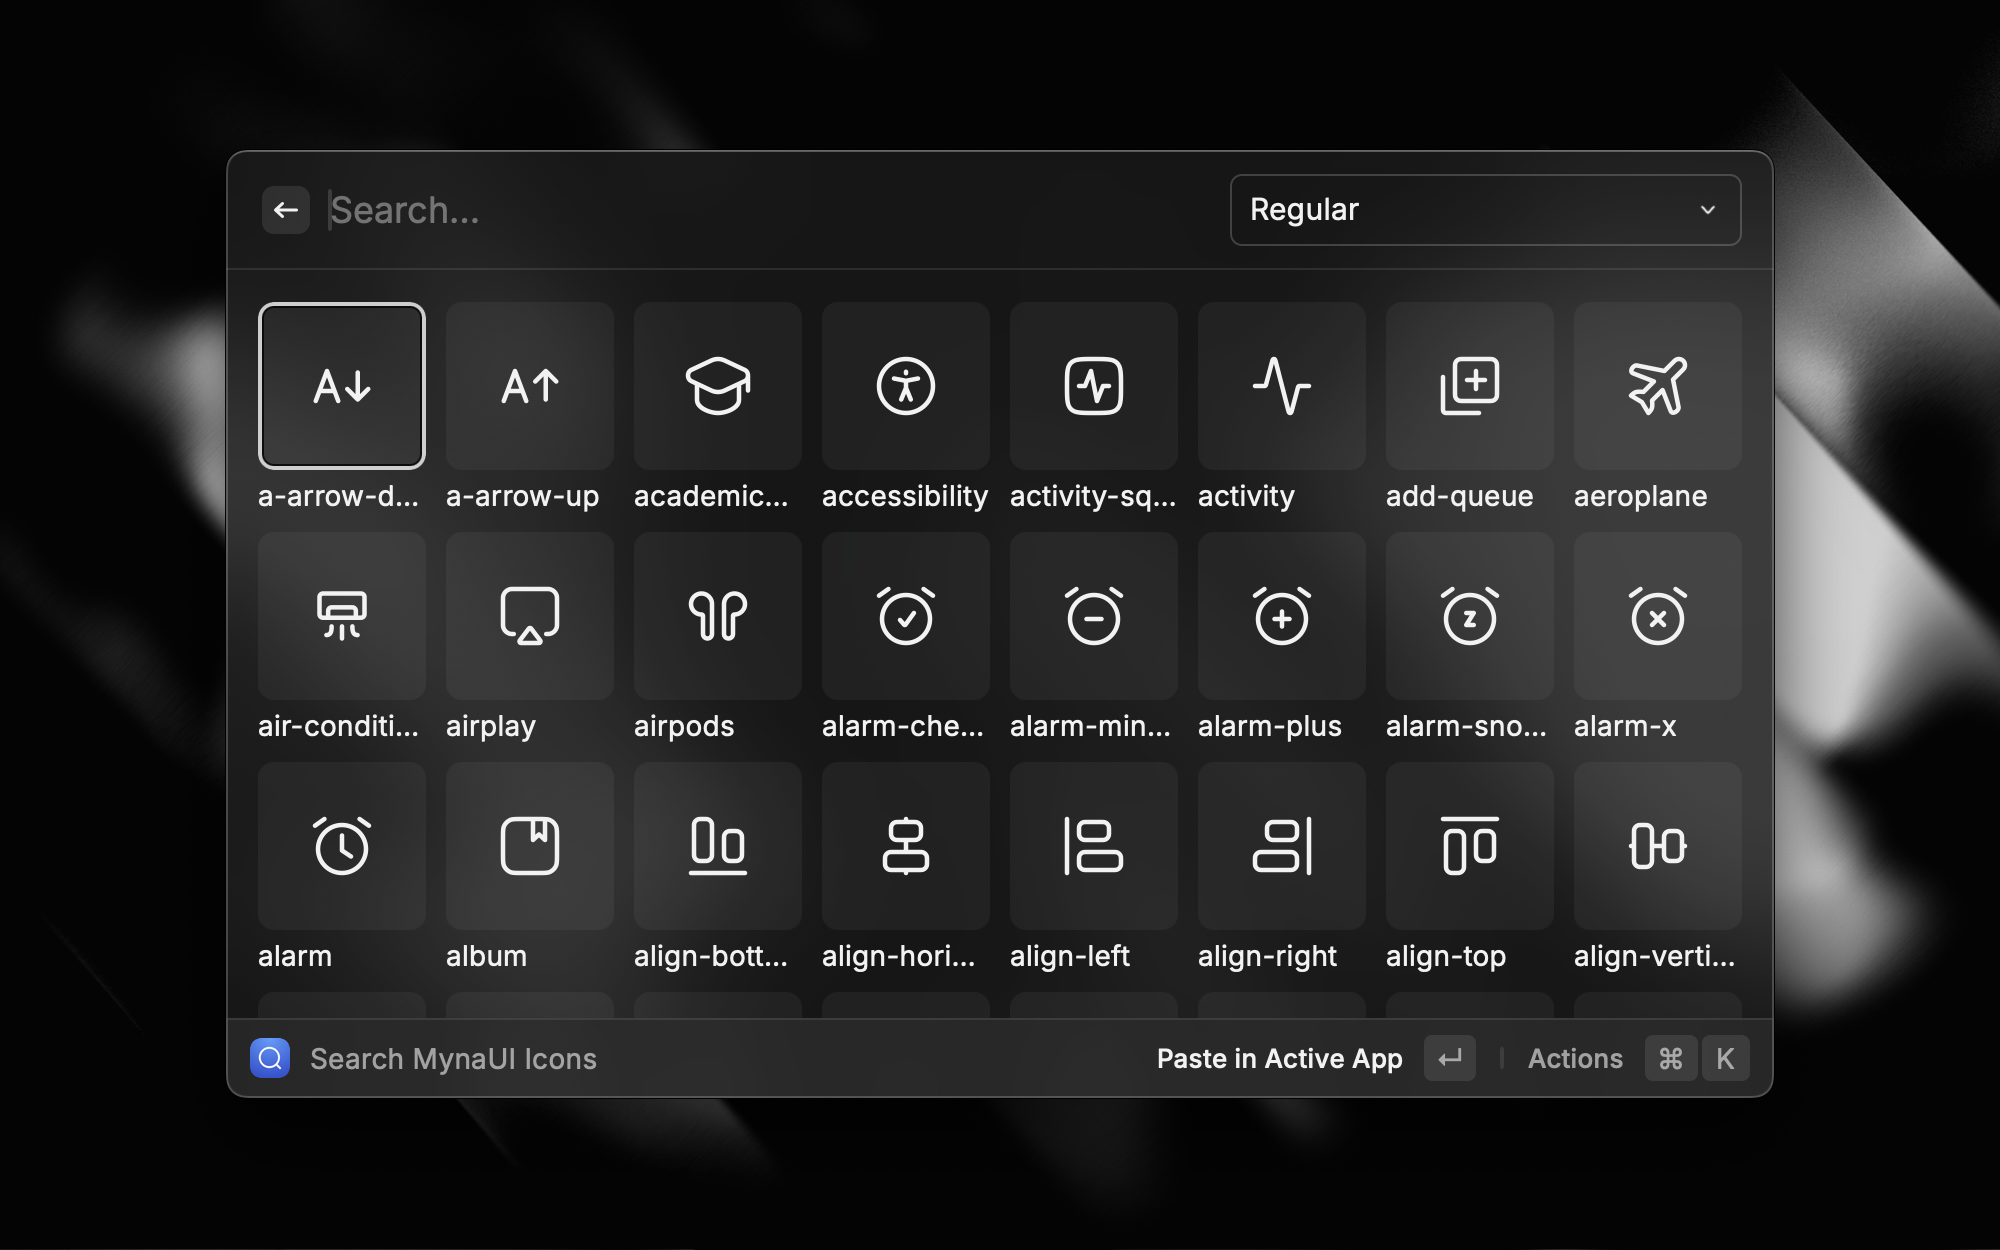 Search...
Regular
a-arrow-d...
a-arrow-up
academic...
accessibility
activity-sq...
activity
add-queue
aeroplane
air-conditi...
airplay
airpods
alarm-che...
alarm-min...
alarm-plus
alarm-sno...
alarm-x
alarm
album
align-bott...
align-hori...
align-left
align-right
align-top
align-verti...
Search MynaUI Icons
Paste in Active App
Actions
⌘ K